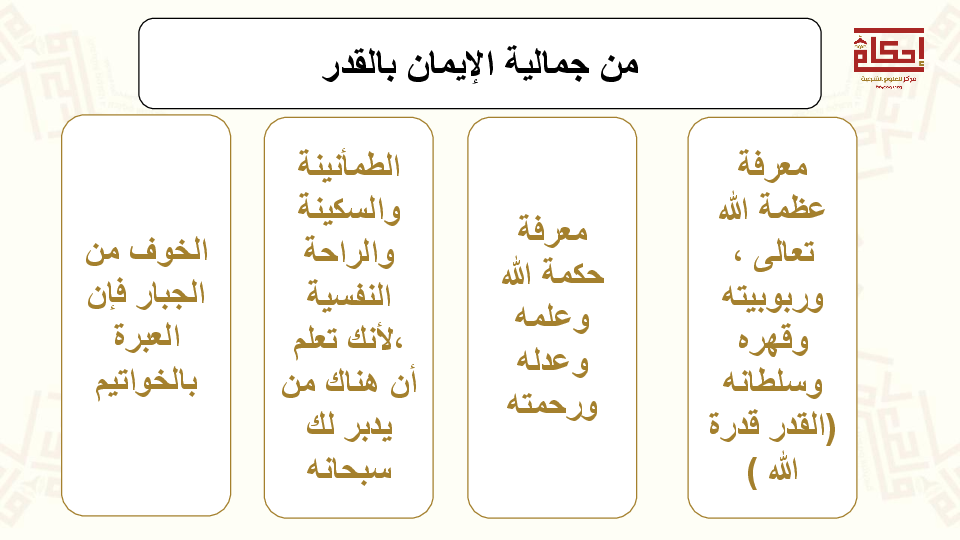 من جمالية الإيمان بالقدر
إحكام
مركز للعلوم الشرعية
معرفة
عظمة الله
تعالى ،
وربوبيته
وقهره
وسلطانه
(القدر قدرة
الله )
معرفة
حكمة الله
وعلمه
وعدله
ورحمته
الطمأنينة
والسكينة
والراحة
النفسية
،لأنك تعلم
أن هناك من
يدبر لك
سبحانه
الخوف من
الجبار فإن
العبرة
بالخواتيم